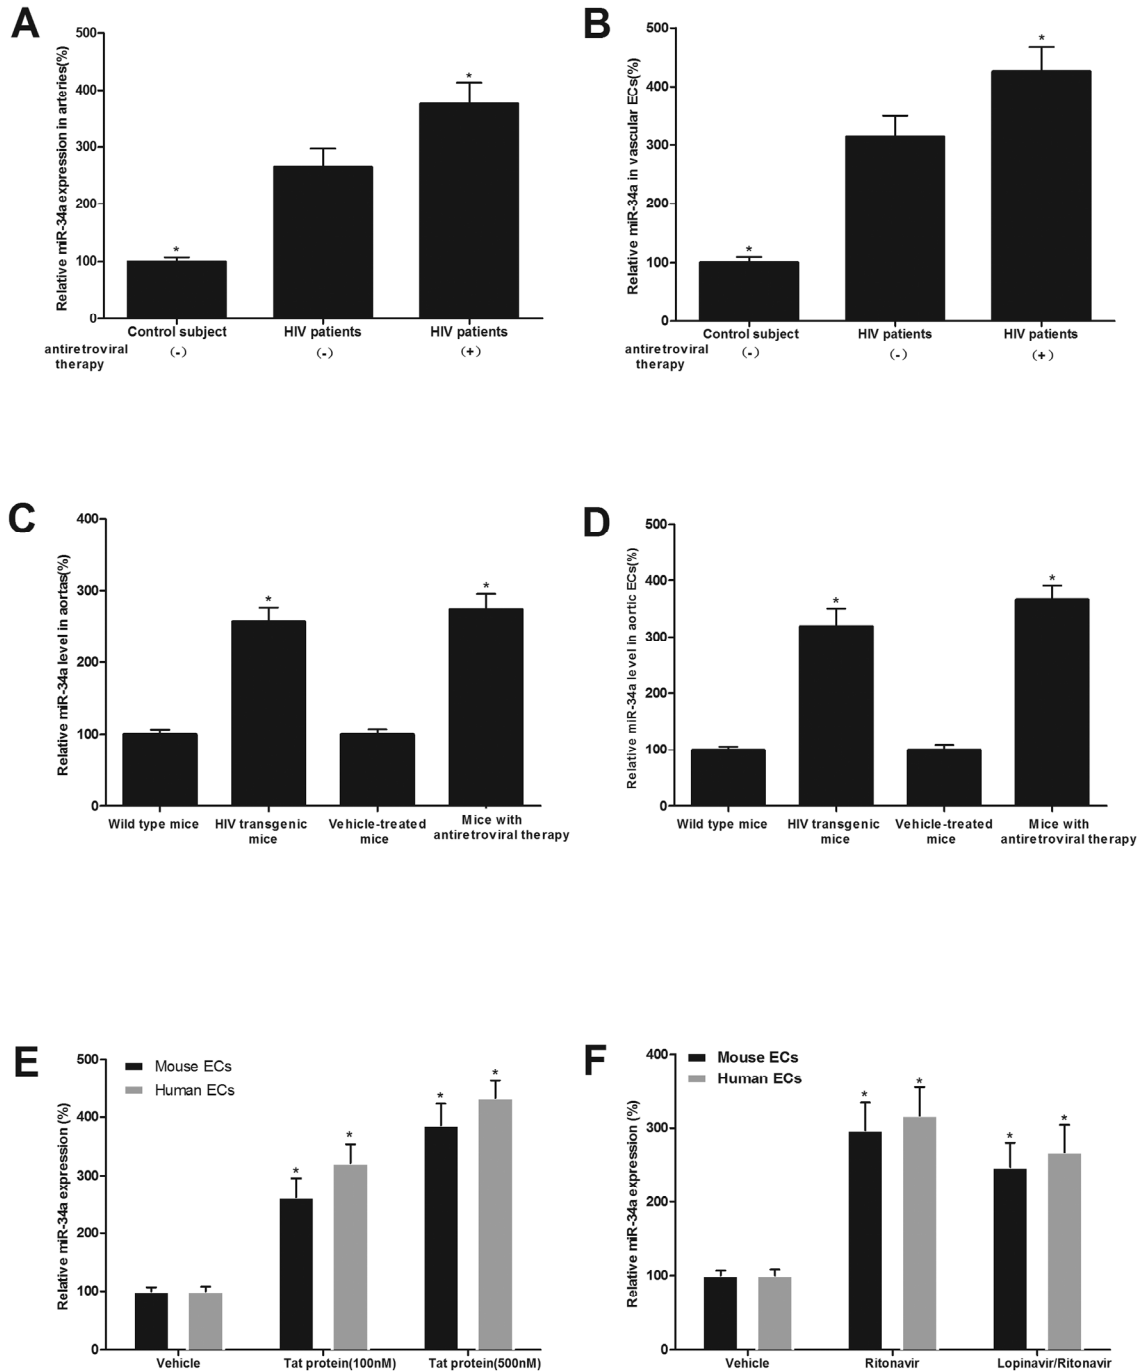 A
Relative miR-34a expression in arteries(%)
500
400
300
200
100
0
*
*
Control subject
HIV patients
HIV patients
antiretroviral
therapy
(-)
(-)
(+)
B
Relative miR-34a in vascular ECs(%)
500
400
300
200
100
0
*
*
Control subject
HIV patients
HIV patients
antiretroviral
therapy
(-)
(-)
(+)
C
Relative miR-34a level in aortas(%)
400
300
200
100
0
*
*
Wild type mice
HIV transgenic
mice
Vehicle-treated
mice
Mice with
antiretroviral therapy
D
Relative miR-34a level in aortic ECs(%)
500
400
300
200
100
0
*
*
Wild type mice
HIV transgenic
mice
Vehicle-treated
mice
Mice with
antiretroviral therapy
E
Relative miR-34a expression (%)
500
400
300
200
100
0
Mouse ECs
Human ECs
*
*
*
*
Vehicle
Tat protein(100nM)
Tat protein(500nM)
F
Relative miR-34a expression (%)
400
300
200
100
0
Mouse ECs
Human ECs
*
*
*
*
Vehicle
Ritonavir
Lopinavir/Ritonavir